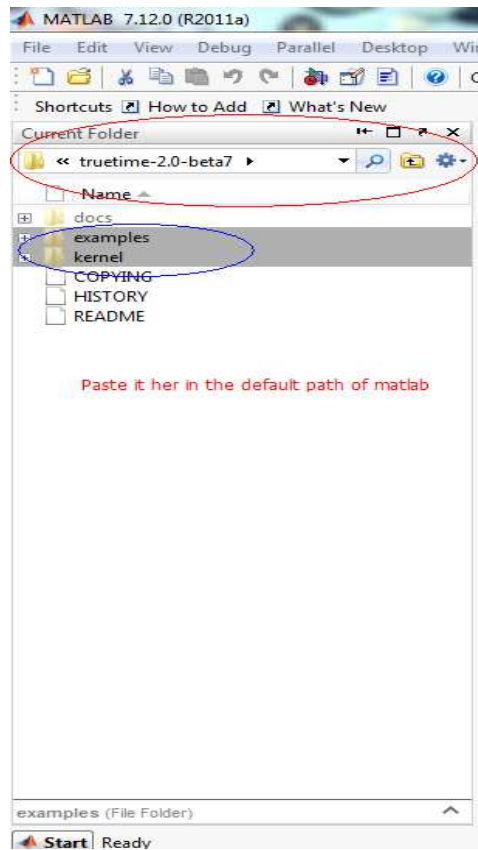 MATLAB 7.12.0 (R2011a)
File Edit View Debug Parallel Desktop
Shortcuts How to Add What's New
Current Folder
« truetime-2.0-beta7
Name
docs
examples
kernel
COPYING
HISTORY
README
Paste it her in the default path of matlab
examples (File Folder)
Start Ready